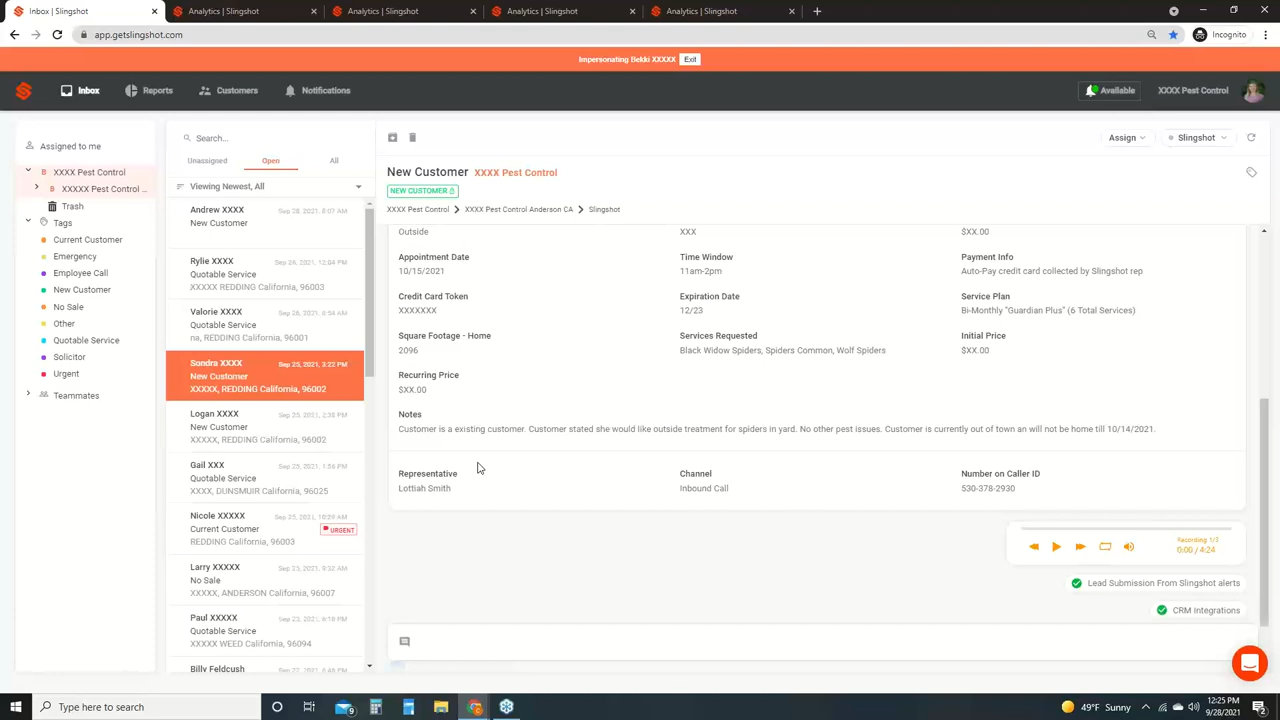 Inbox | Slingshot
Analytics | Slingshot
Analytics | Slingshot
Analytics | Slingshot
Analytics | Slingshot
app.getslingshot.com
Incognito
Impersonating Bekki XXXXX Exit
Inbox
Reports
Customers
Notifications
Available
XXXX Pest Control
Assigned to me
XXXX Pest Control
XXXXX Pest Control ...
Trash
Tags
Current Customer
Emergency
Employee Call
New Customer
No Sale
Other
Quotable Service
Solicitor
Urgent
Teammates
Search...
Unassigned Open All
Viewing Newest, All
Andrew XXXX Sep 28, 2021, 8:07 AM
New Customer
Rylie XXXX Sep 26, 2021, 12:04 PM
Quotable Service
XXXXX REDDING California, 96003
Valorie XXXX Sep 26, 2021, 6:54 AM
Quotable Service
na, REDDING California, 96001
Sondra XXXX Sep 25, 2021, 3:22 PM
New Customer
XXXXX, REDDING California, 96002
Logan XXXX Sep 25, 2021, 2:38 PM
New Customer
XXXXX, REDDING California, 96002
Gail XXX Sep 25, 2021, 1:56 PM
Quotable Service
XXXX, DUNSMUIR California, 96025
Nicole XXXXX Sep 25, 2021, 10:29 AM
Current Customer URGENT
REDDING California, 96003
Larry XXXXX Sep 25, 2021, 9:32 AM
No Sale
XXXXX, ANDERSON California, 96007
Paul XXXXX Sep 23, 2021, 8:19 PM
Quotable Service
XXXXX WEED California, 96094
Billy Feldcush
Assign
Slingshot
New Customer XXXX Pest Control
NEW CUSTOMER
XXXX Pest Control > XXXX Pest Control Anderson CA > Slingshot
Outside XXX $XX.00
Appointment Date Time Window Payment Info
10/15/2021 11am-2pm Auto-Pay credit card collected by Slingshot rep
Credit Card Token Expiration Date Service Plan
XXXXXXX 12/23 Bi-Monthly "Guardian Plus" (6 Total Services)
Square Footage - Home Services Requested Initial Price
2096 Black Widow Spiders, Spiders Common, Wolf Spiders $XX.00
Recurring Price
$XX.00
Notes
Customer is a existing customer. Customer stated she would like outside treatment for spiders in yard. No other pest issues. Customer is currently out of town an will not be home till 10/14/2021.
Representative Channel Number on Caller ID
Lottiah Smith Inbound Call 530-378-2930
Recording 1/3
0:00 / 4:24
Lead Submission From Slingshot alerts
CRM Integrations
Type here to search
9
49°F Sunny
12:25 PM
9/28/2021
2